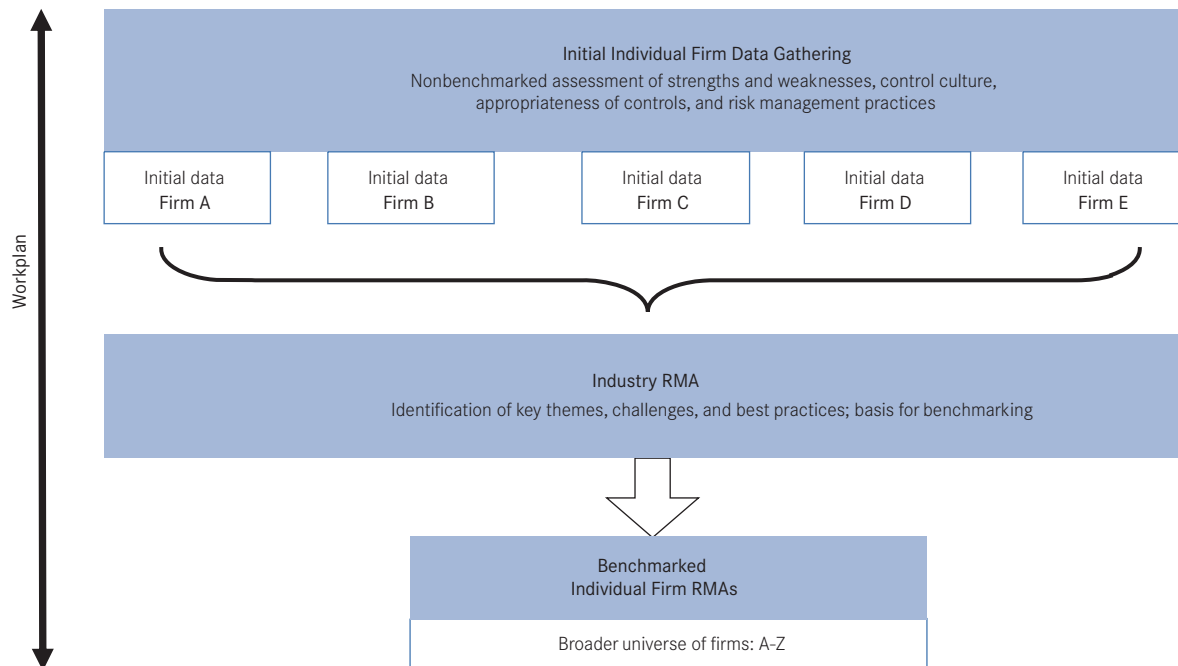 Initial Individual Firm Data Gathering
Nonbenchmarked assessment of strengths and weaknesses, control culture,
appropriateness of controls, and risk management practices
Initial data
Firm A
Initial data
Firm B
Initial data
Firm C
Initial data
Firm D
Initial data
Firm E
Workplan
Industry RMA
Identification of key themes, challenges, and best practices; basis for benchmarking
Benchmarked
Individual Firm RMAs
Broader universe of firms: A-Z